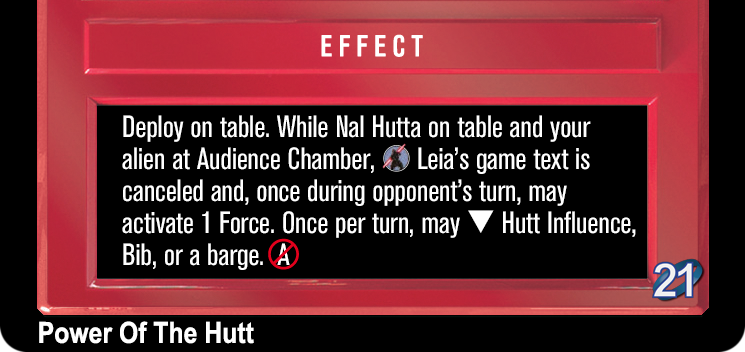 EFFECT
Deploy on table. While Nal Hutta on table and your
alien at Audience Chamber, Leia's game text is
canceled and, once during opponent's turn, may
activate 1 Force. Once per turn, may ▼ Hutt Influence,
Bib, or a barge. A
21
Power Of The Hutt